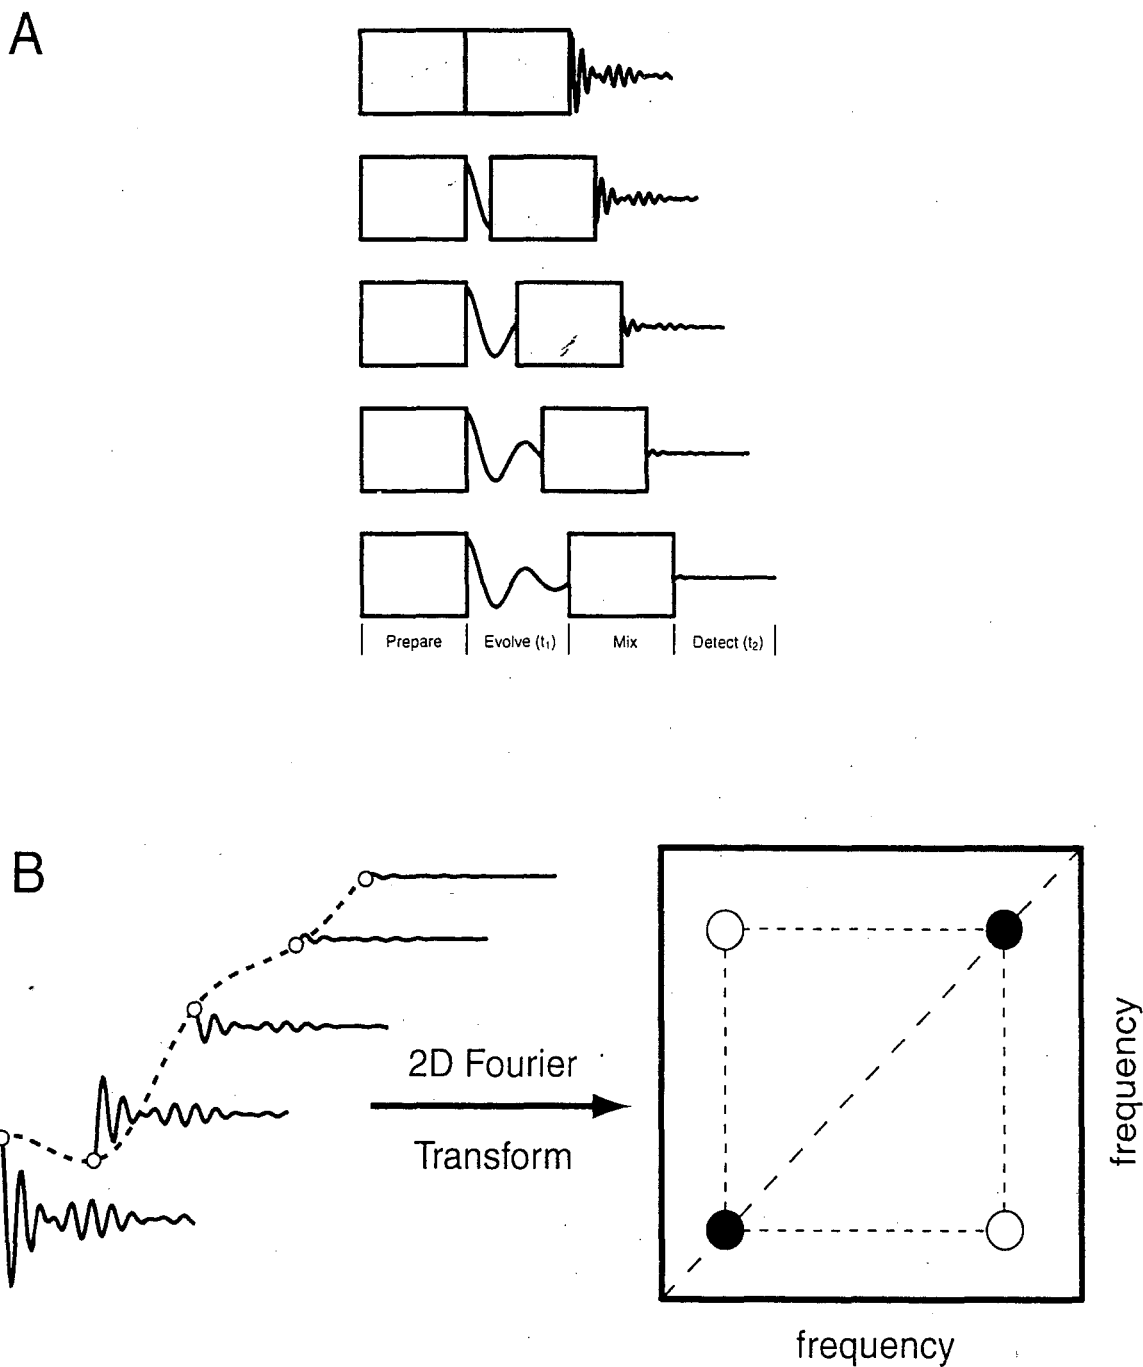 A
Prepare
Evolve (t₁)
Mix
Detect (t₂)
B
2D Fourier
Transform
frequency
frequency